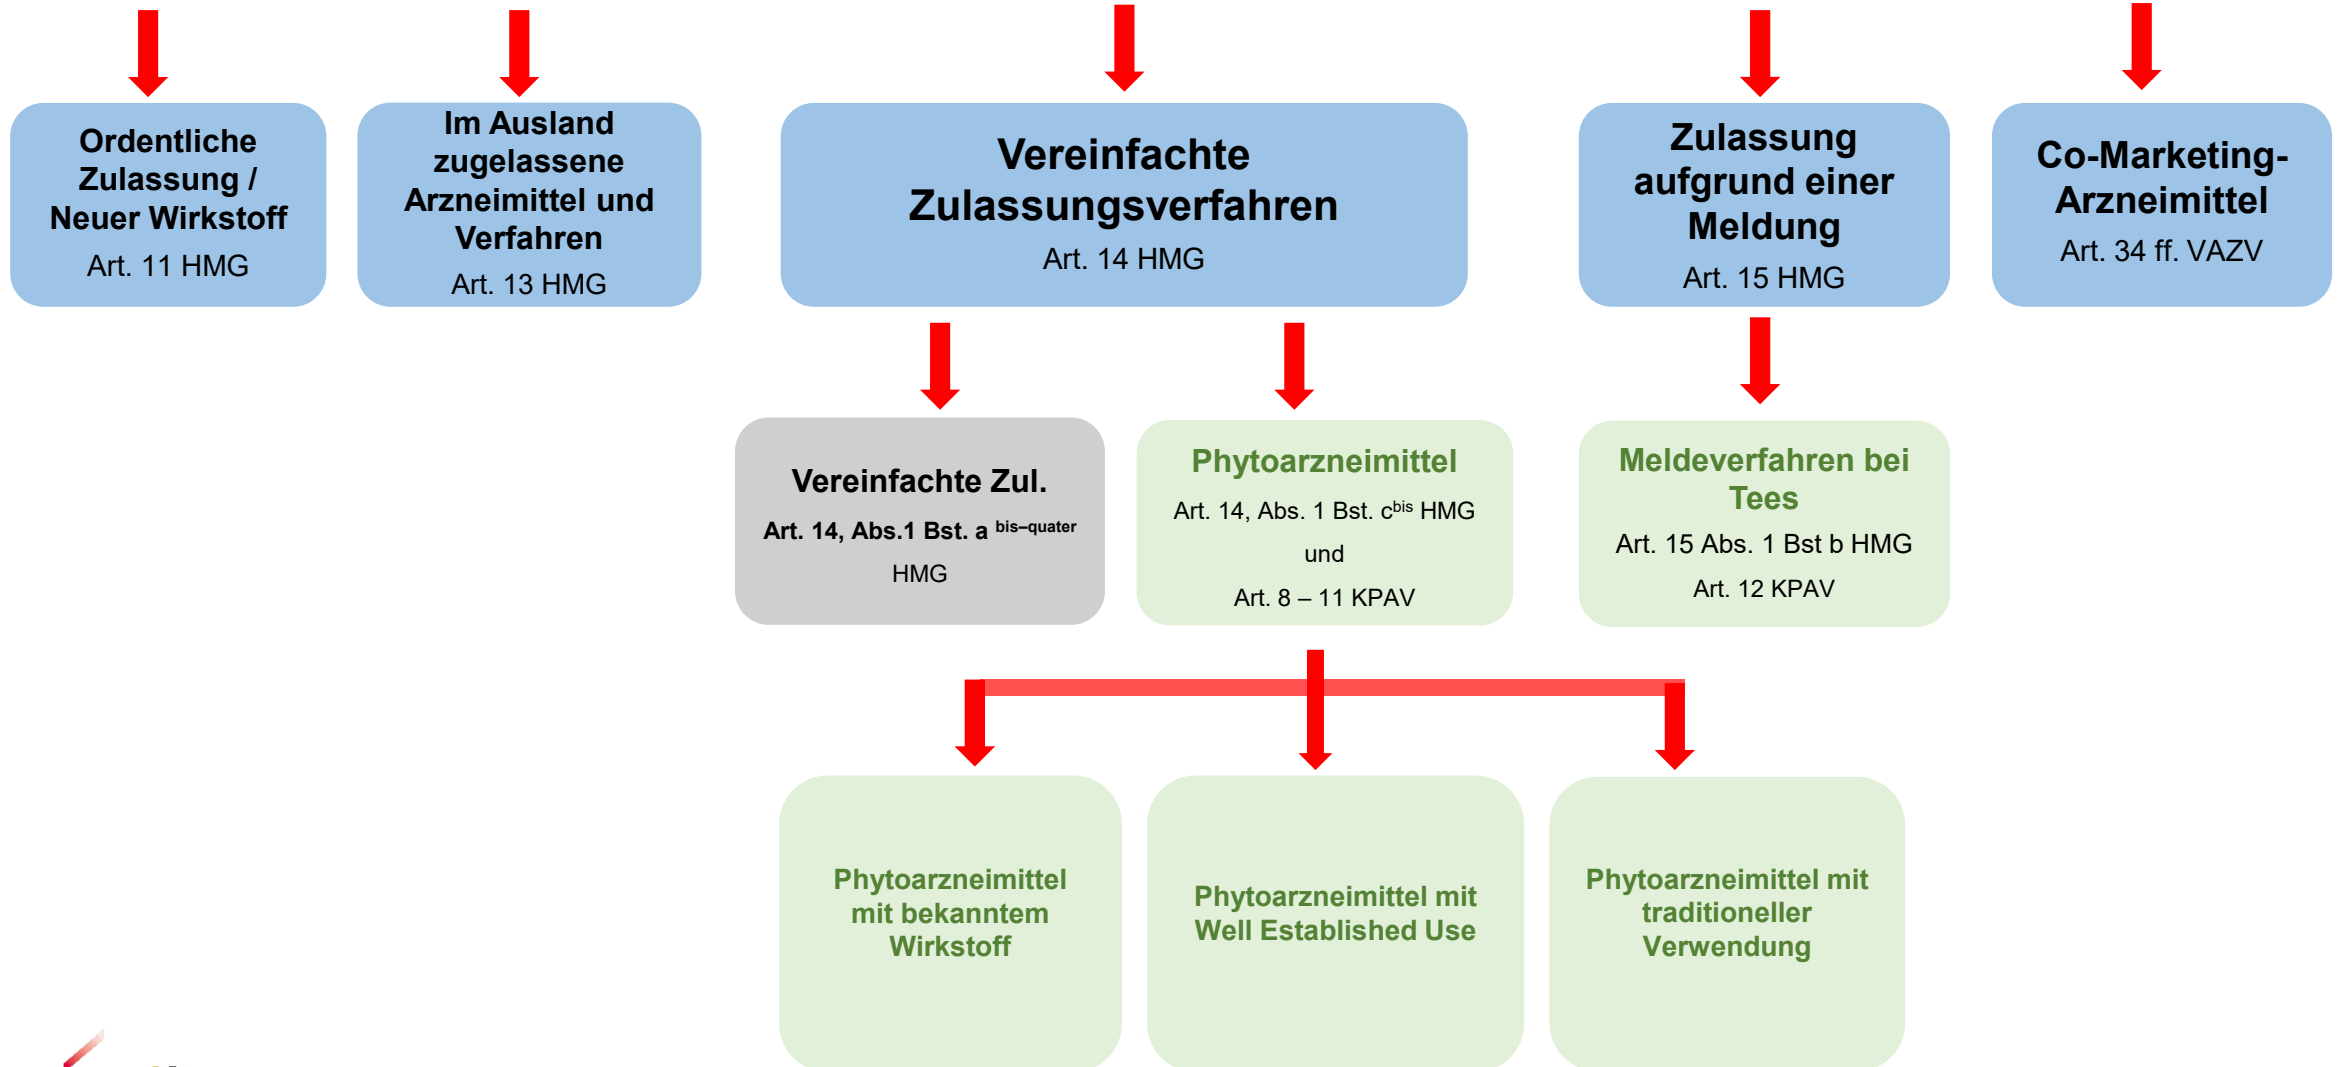 Ordentliche
Zulassung /
Neuer Wirkstoff
Art. 11 HMG
Im Ausland
zugelassene
Arzneimittel und
Verfahren
Art. 13 HMG
Vereinfachte
Zulassungsverfahren
Art. 14 HMG
Zulassung
aufgrund einer
Meldung
Art. 15 HMG
Co-Marketing-
Arzneimittel
Art. 34 ff. VAZV
Vereinfachte Zul.
Art. 14, Abs.1 Bst. a bis–quater
HMG
Phytoarzneimittel
Art. 14, Abs. 1 Bst. cbis HMG
und
Art. 8 – 11 KPAV
Meldeverfahren bei
Tees
Art. 15 Abs. 1 Bst b HMG
Art. 12 KPAV
Phytoarzneimittel
mit bekanntem
Wirkstoff
Phytoarzneimittel mit
Well Established Use
Phytoarzneimittel mit
traditioneller
Verwendung